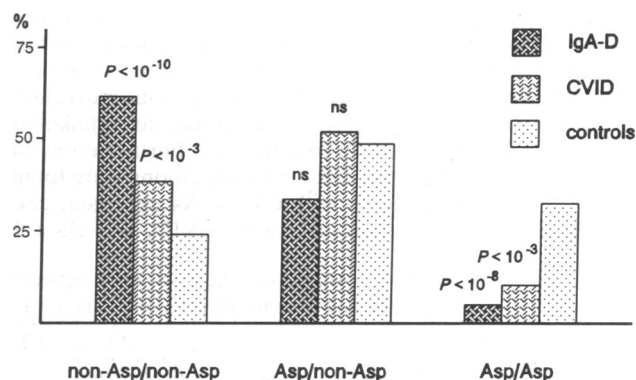 %
75
50
25
P < 10⁻¹⁰
P < 10⁻³
ns
ns
P < 10⁻³
P < 10⁻⁸
IgA-D
CVID
controls
non-Asp/non-Asp
Asp/non-Asp
Asp/Asp